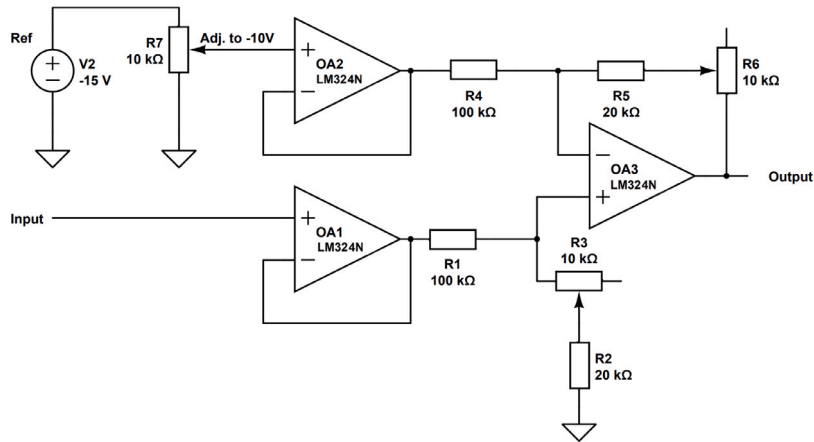 Ref
V2
-15 V
R7
10 kΩ
Adj. to -10V
+
−
OA2
LM324N
R4
100 kΩ
R5
20 kΩ
R6
10 kΩ
−
+
OA3
LM324N
Output
Input
+
−
OA1
LM324N
R1
100 kΩ
R3
10 kΩ
R2
20 kΩ